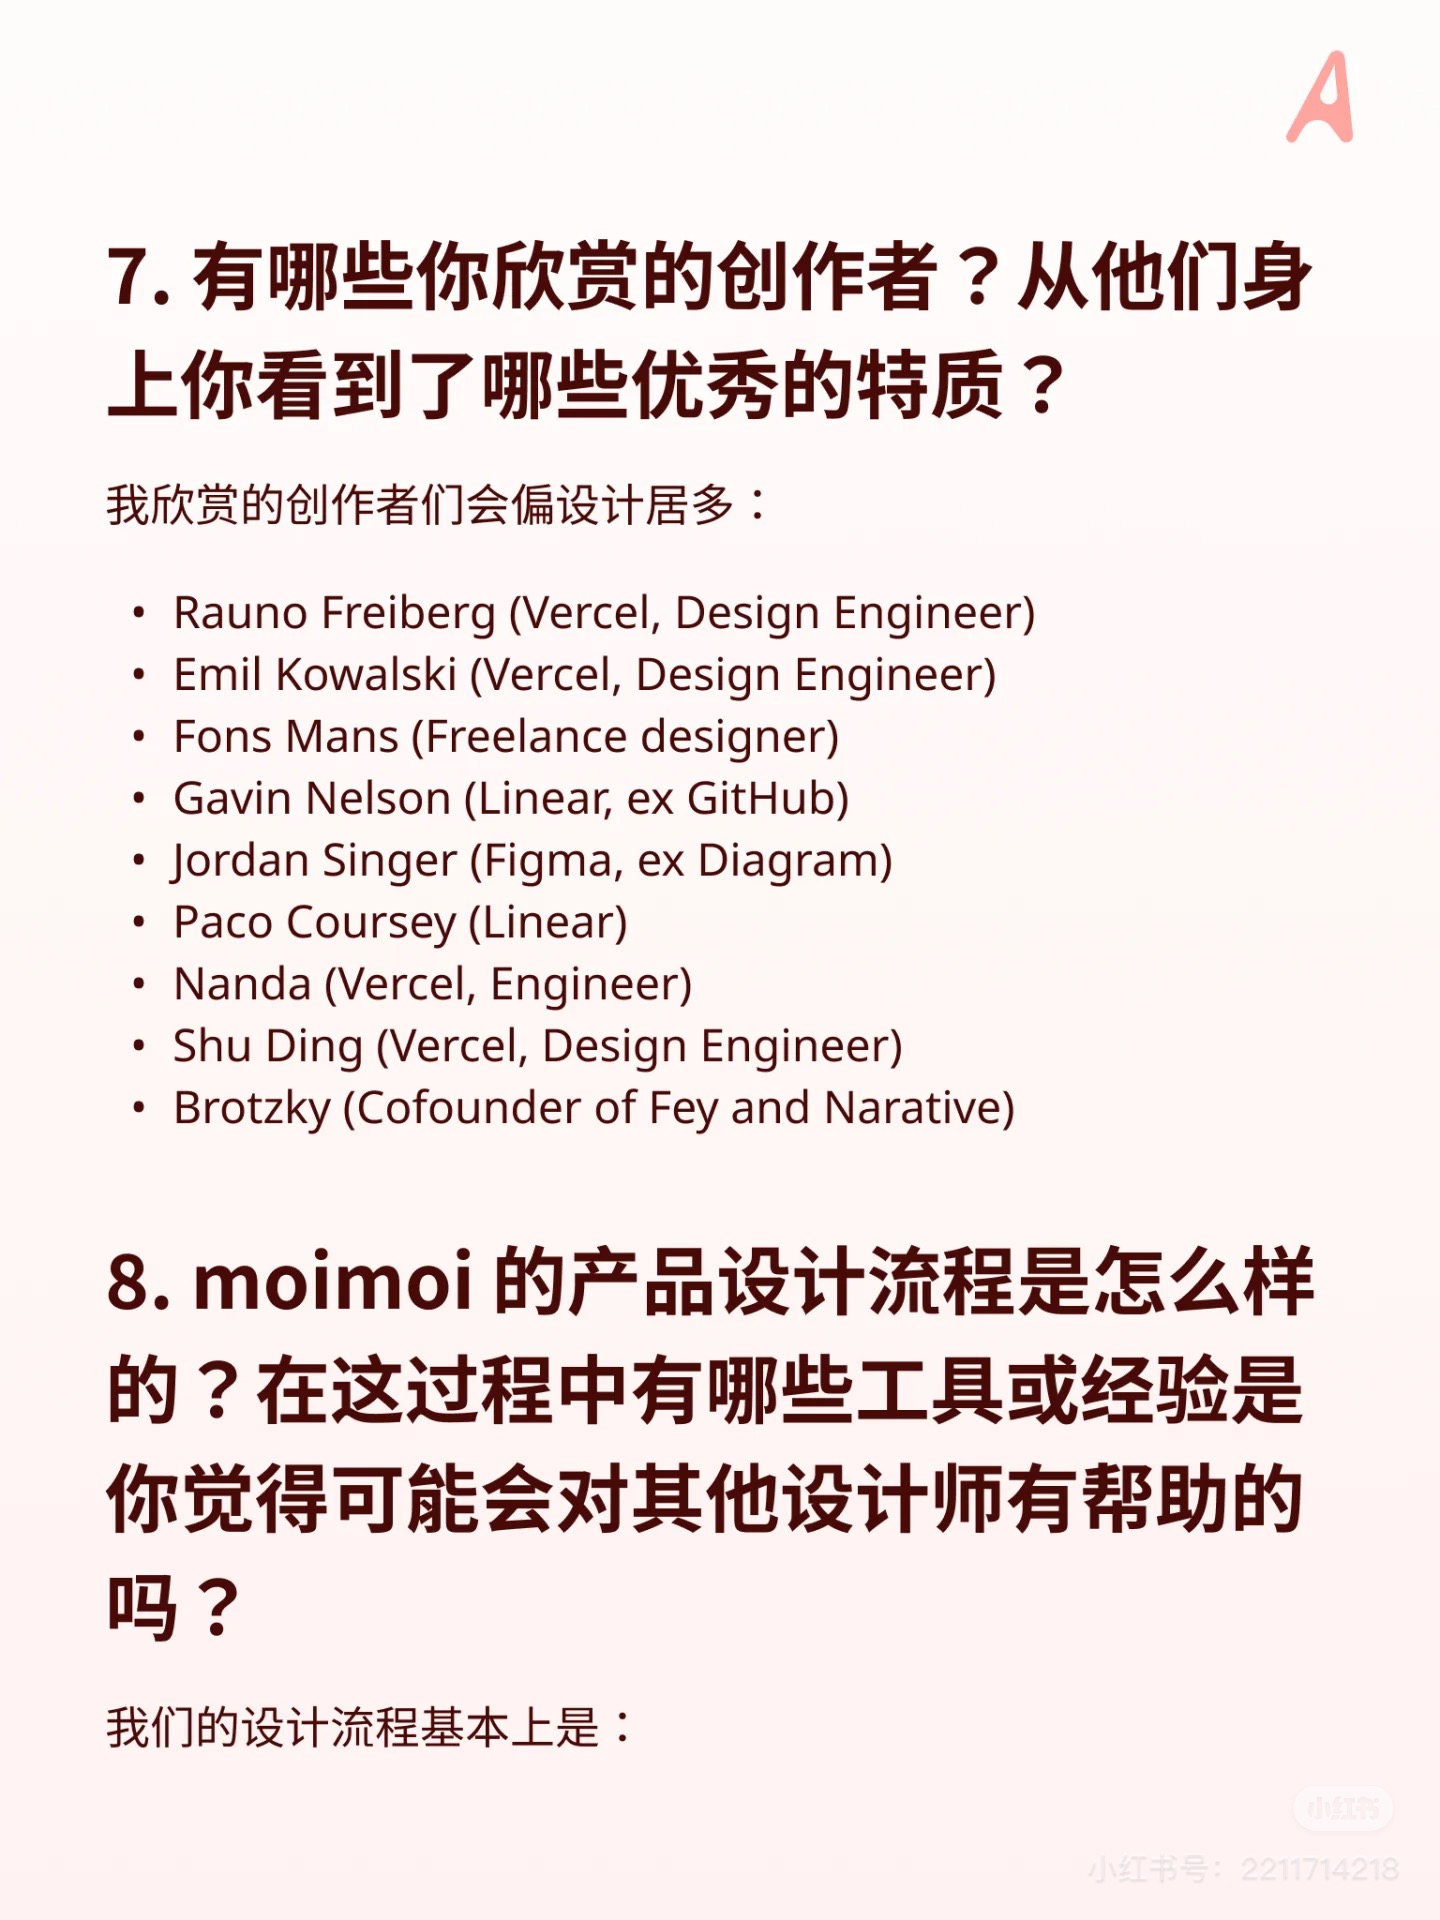 7. 有哪些你欣赏的创作者？从他们身
上你看到了哪些优秀的特质？
我欣赏的创作者们会偏设计居多：
• Rauno Freiberg (Vercel, Design Engineer)
• Emil Kowalski (Vercel, Design Engineer)
• Fons Mans (Freelance designer)
• Gavin Nelson (Linear, ex GitHub)
• Jordan Singer (Figma, ex Diagram)
• Paco Coursey (Linear)
• Nanda (Vercel, Engineer)
• Shu Ding (Vercel, Design Engineer)
• Brotzky (Cofounder of Fey and Narative)
8. moimoi 的产品设计流程是怎么样
的？在这过程中有哪些工具或经验是
你觉得可能会对其他设计师有帮助的
吗？
我们的设计流程基本上是：
小红书
小红书号：2211714218